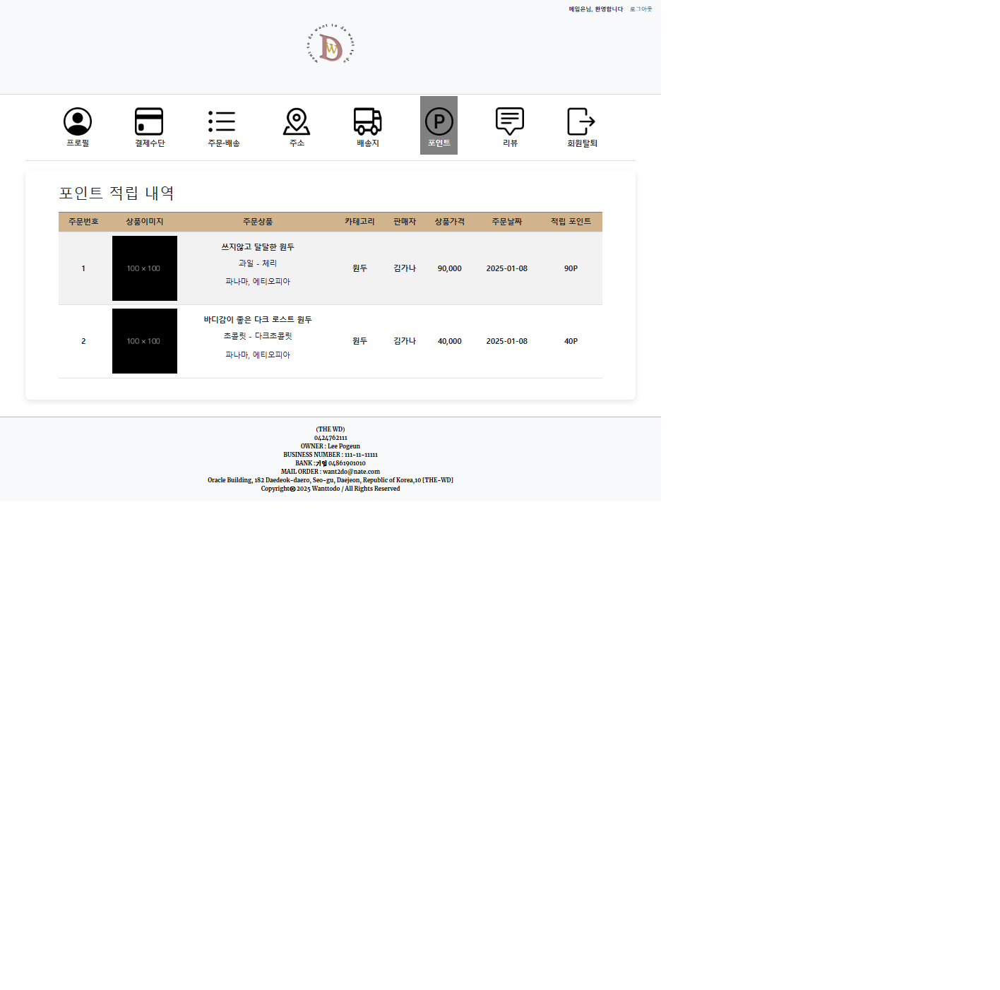 메입은님, 환영합니다 로그아웃
want to do want to do want to do
D W
프로필 결제수단 주문·배송 주소 배송지 포인트 리뷰 회원탈퇴
포인트 적립 내역
주문번호 상품이미지 주문상품 카테고리 판매자 상품가격 주문날짜 적립 포인트
쓰지않고 달달한 원두
과일 - 체리
1 100 × 100 원두 김가나 90,000 2025-01-08 90P
파나마, 에티오피아
바디감이 좋은 다크 로스트 원두
초콜릿 - 다크초콜릿
2 100 × 100 원두 김가나 40,000 2025-01-08 40P
파나마, 에티오피아
(THE WD)
0424762111
OWNER : Lee Pogeun
BUSINESS NUMBER : 111-11-11111
BANK :기업 04861901010
MAIL ORDER : want2do@nate.com
Oracle Building, 182 Daedeok-daero, Seo-gu, Daejeon, Republic of Korea,10 [THE-WD]
Copyrightⓒ 2025 Wanttodo / All Rights Reserved